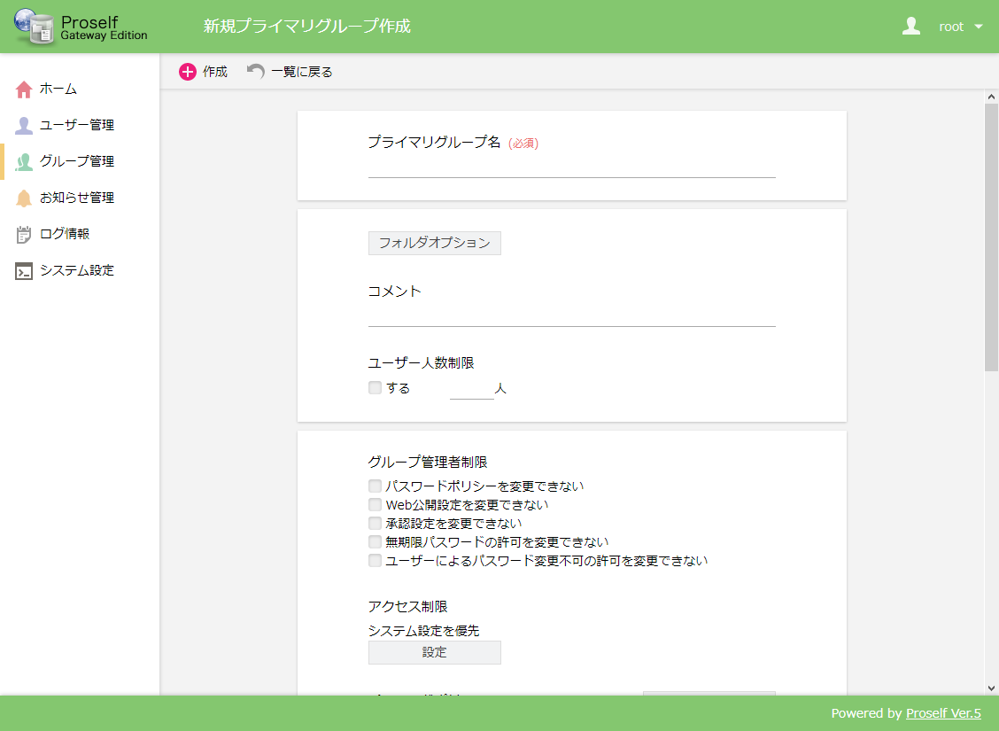 Proself
Gateway Edition
新規プライマリグループ作成
root
作成
一覧に戻る
ホーム
ユーザー管理
グループ管理
お知らせ管理
ログ情報
システム設定
プライマリグループ名 (必須)
フォルダオプション
コメント
ユーザー人数制限
する 人
グループ管理者制限
パスワードポリシーを変更できない
Web公開設定を変更できない
承認設定を変更できない
無期限パスワードの許可を変更できない
ユーザーによるパスワード変更不可の許可を変更できない
アクセス制限
システム設定を優先
設定
Powered by Proself Ver.5